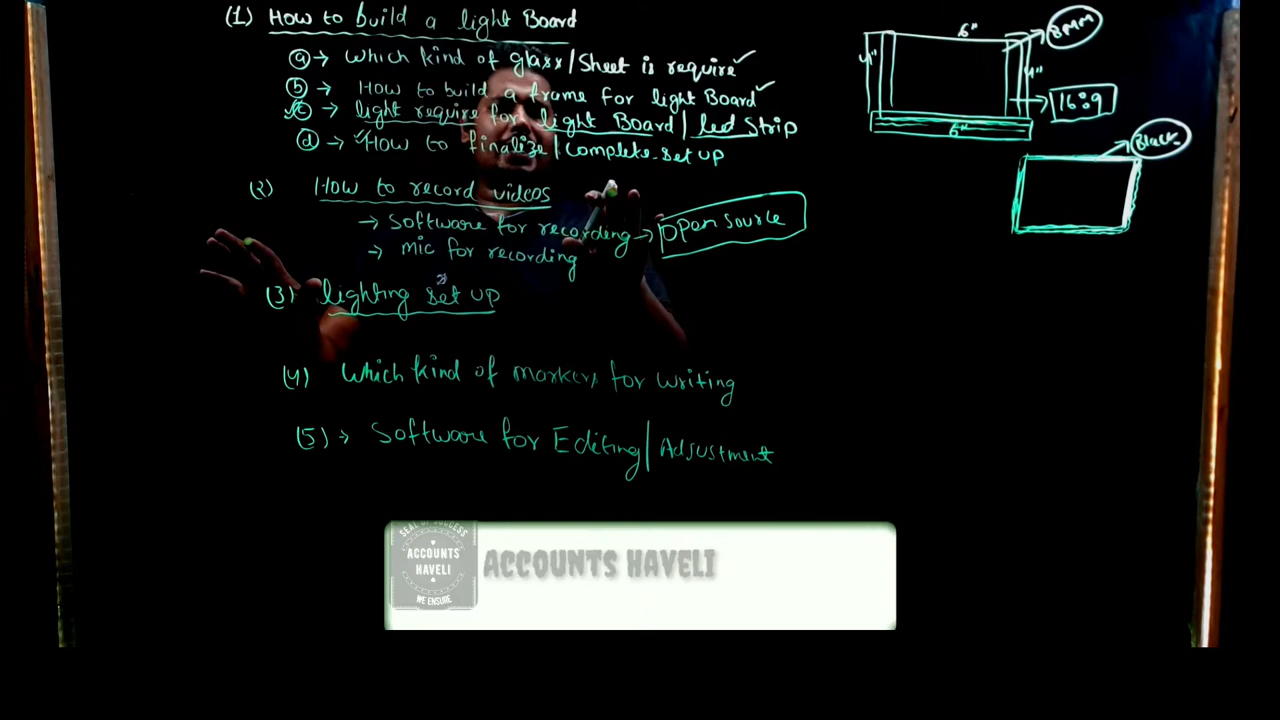 (1) How to build a light Board
(a) → which kind of glass/Sheet is require ✓
(b) → How to build a frame for light Board ✓
(c) → light require for light Board/led Strip
(d) → How to finalize/Complete-Set up
(2) How to record videos
→ Software for recording → Open Source
→ Mic for recording
(3) lighting set up
(4) which kind of markers for writing
(5) → Software for Editing/Adjustment
6"
8MM
4"
4"
16:9
6"
Black
SEAL OF SUCCESS
ACCOUNTS
HAVELI
WE ENSURE
ACCOUNTS HAVELI